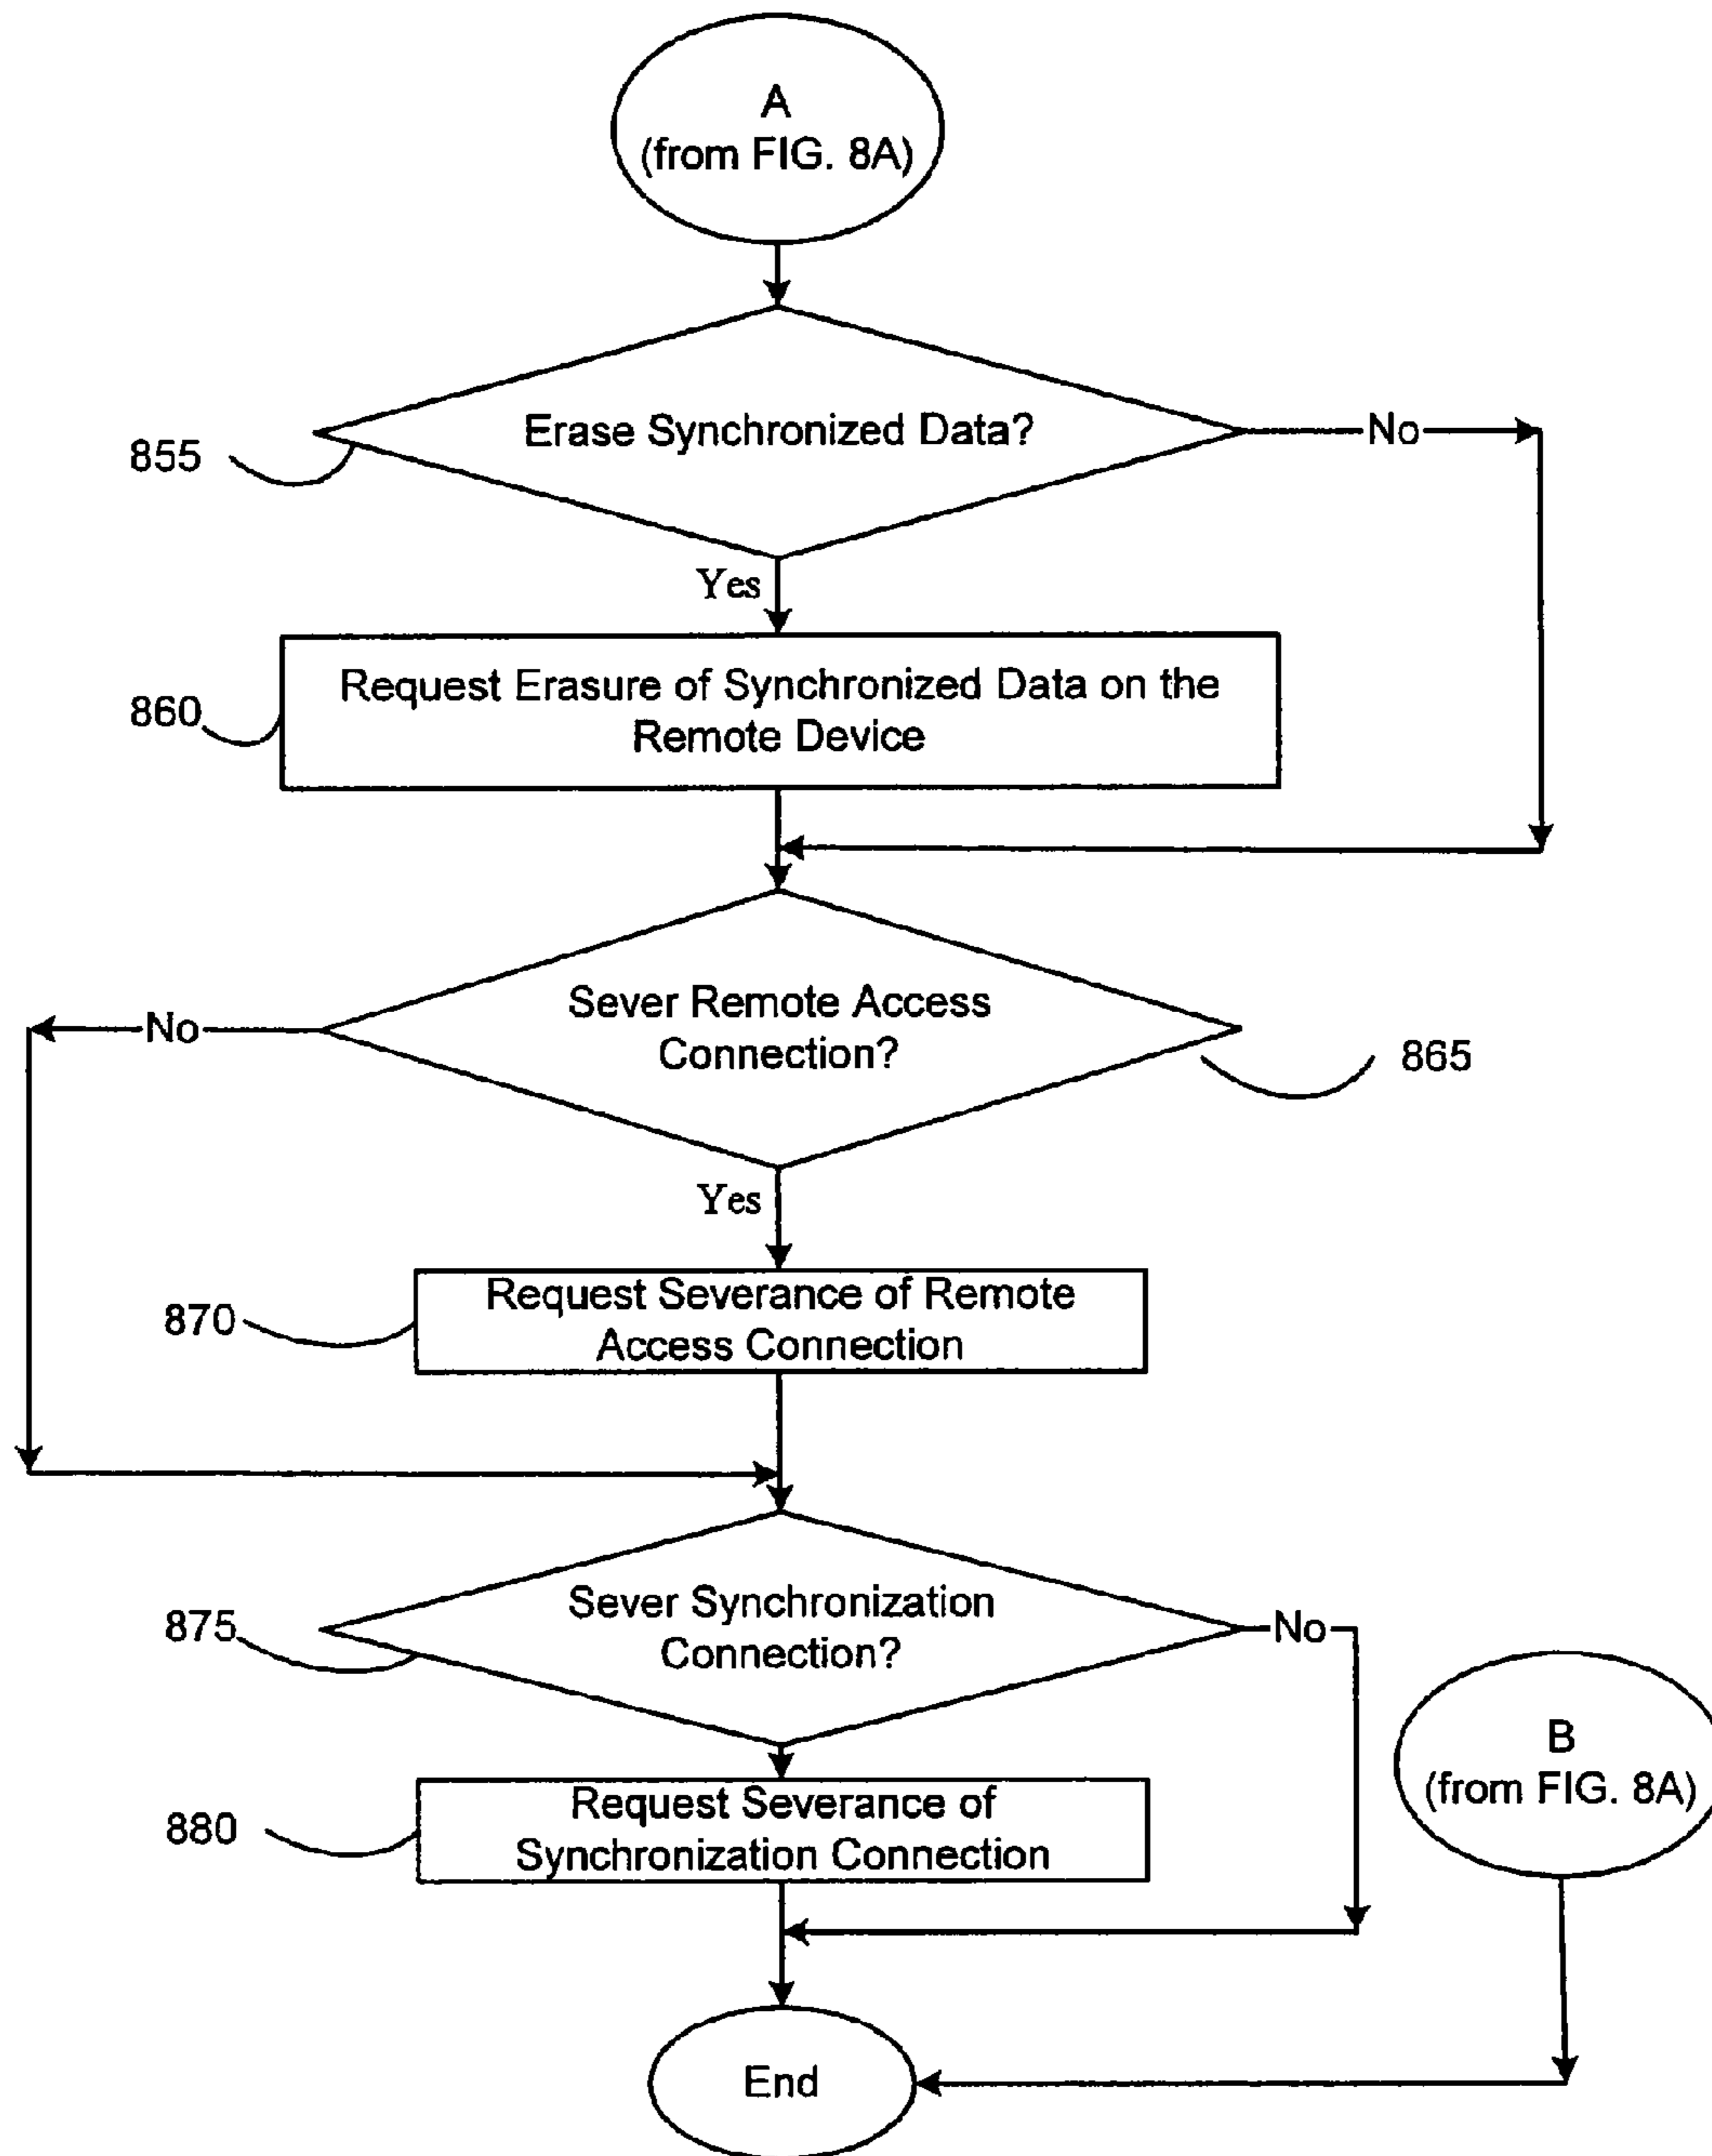 A
(from FIG. 8A)
Erase Synchronized Data?
No
855
Yes
Request Erasure of Synchronized Data on the
Remote Device
860
Sever Remote Access
Connection?
No
865
Yes
Request Severance of Remote
Access Connection
870
Sever Synchronization
Connection?
875
No
B
(from FIG. 8A)
Request Severance of
Synchronization Connection
880
End